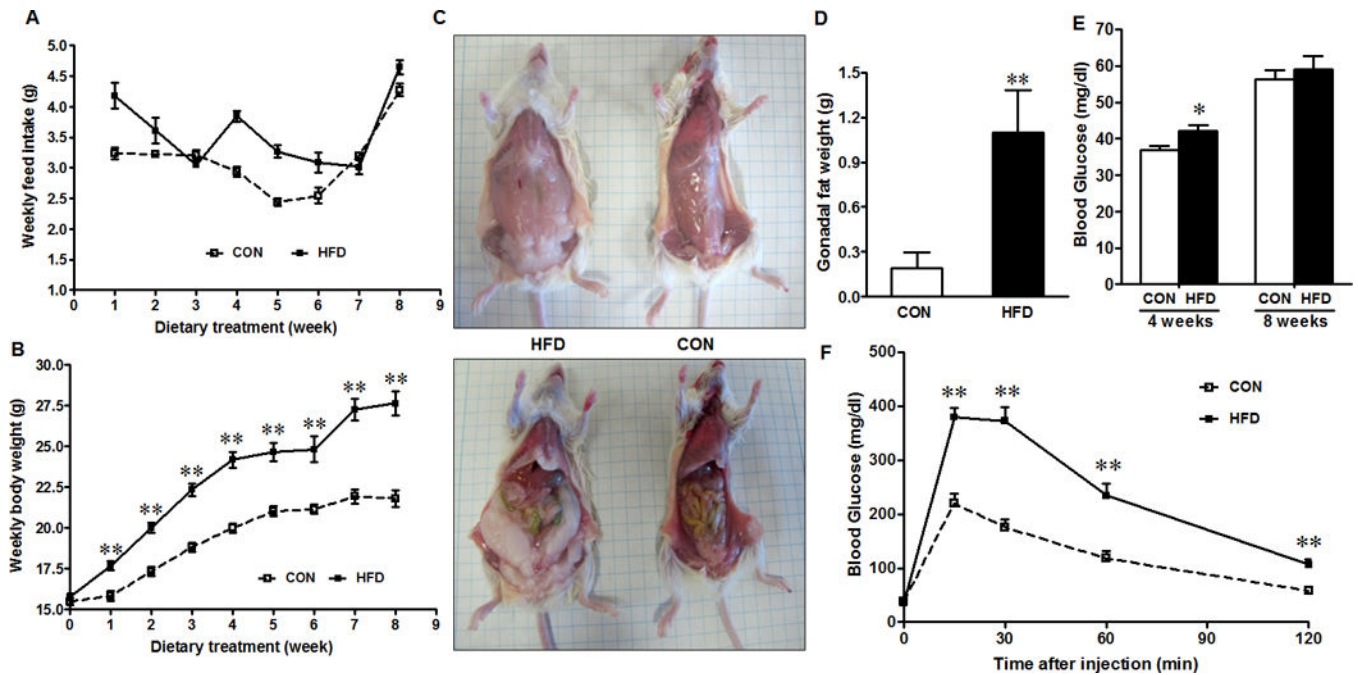 A
Weekly feed intake (g)
5.0
4.5
4.0
3.5
3.0
2.5
2.0
1.5
1.0
CON
HFD
0 1 2 3 4 5 6 7 8 9
Dietary treatment (week)
B
Weekly body weight (g)
30.0
27.5
25.0
22.5
20.0
17.5
15.0
** ** ** ** ** ** ** **
CON
HFD
0 1 2 3 4 5 6 7 8 9
Dietary treatment (week)
C
HFD
CON
D
Gonadal fat weight (g)
1.5
1.2
0.9
0.6
0.3
0.0
**
CON
HFD
E
Blood Glucose (mg/dl)
70
60
50
40
30
20
10
0
*
CON HFD CON HFD
4 weeks 8 weeks
F
Blood Glucose (mg/dl)
500
400
300
200
100
0
** ** ** **
CON
HFD
0 30 60 90 120
Time after injection (min)